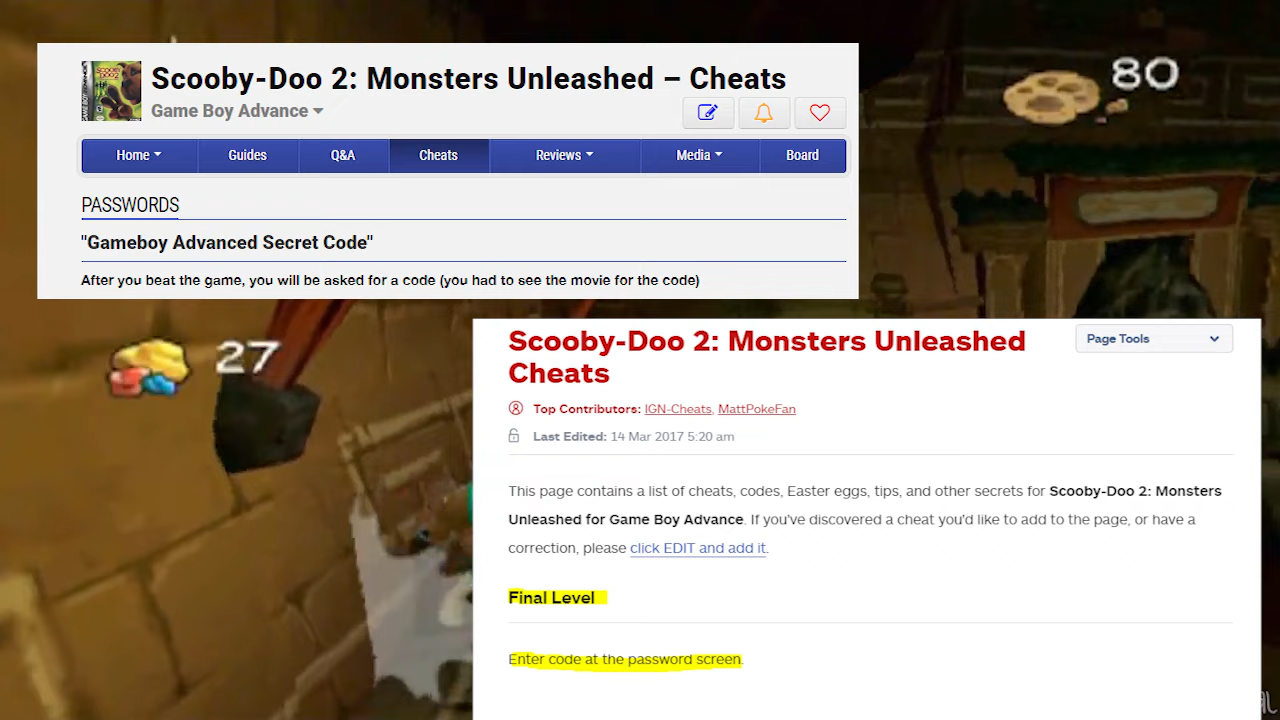 Scooby-Doo 2: Monsters Unleashed – Cheats
Game Boy Advance
Home
Guides
Q&A
Cheats
Reviews
Media
Board
PASSWORDS
"Gameboy Advanced Secret Code"
After you beat the game, you will be asked for a code (you had to see the movie for the code)
80
27
Scooby-Doo 2: Monsters Unleashed
Cheats
Page Tools
Top Contributors: IGN-Cheats, MattPokeFan
Last Edited: 14 Mar 2017 5:20 am
This page contains a list of cheats, codes, Easter eggs, tips, and other secrets for Scooby-Doo 2: Monsters
Unleashed for Game Boy Advance. If you've discovered a cheat you'd like to add to the page, or have a
correction, please click EDIT and add it.
Final Level
Enter code at the password screen.